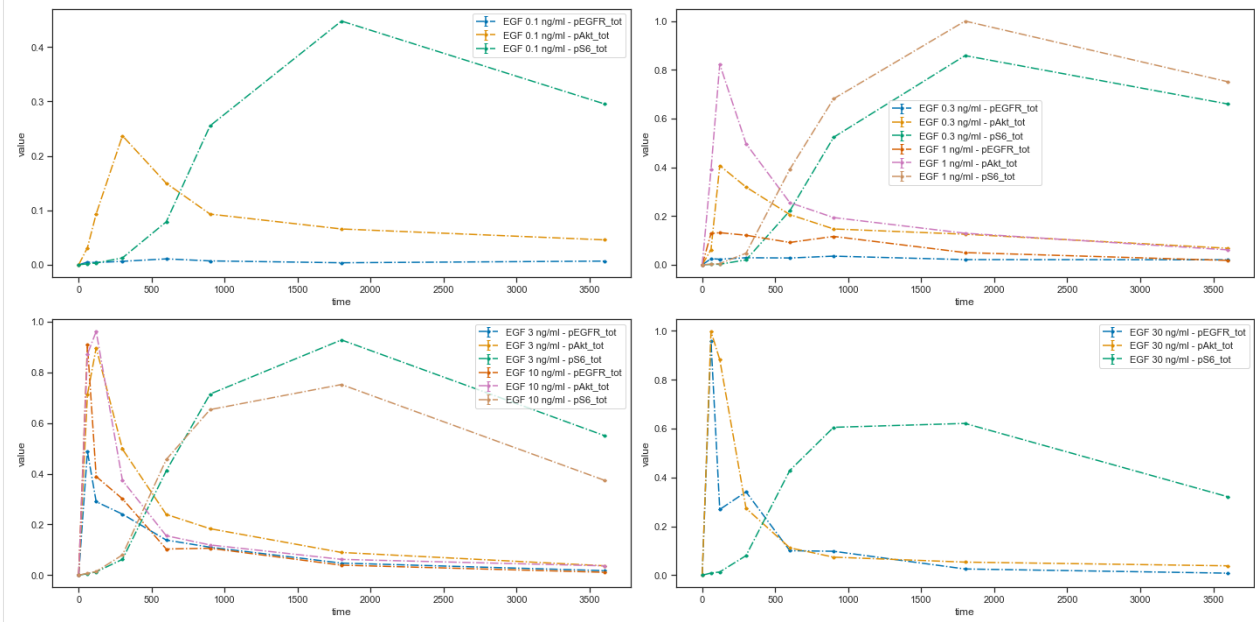 EGF 0.1 ng/ml - pEGFR_tot
EGF 0.1 ng/ml - pAkt_tot
EGF 0.1 ng/ml - pS6_tot
0.4
0.3
0.2
0.1
0.0
value
0 500 1000 1500 2000 2500 3000 3500
time
EGF 0.3 ng/ml - pEGFR_tot
EGF 0.3 ng/ml - pAkt_tot
EGF 0.3 ng/ml - pS6_tot
EGF 1 ng/ml - pEGFR_tot
EGF 1 ng/ml - pAkt_tot
EGF 1 ng/ml - pS6_tot
1.0
0.8
0.6
0.4
0.2
0.0
value
0 500 1000 1500 2000 2500 3000 3500
time
EGF 3 ng/ml - pEGFR_tot
EGF 3 ng/ml - pAkt_tot
EGF 3 ng/ml - pS6_tot
EGF 10 ng/ml - pEGFR_tot
EGF 10 ng/ml - pAkt_tot
EGF 10 ng/ml - pS6_tot
1.0
0.8
0.6
0.4
0.2
0.0
value
0 500 1000 1500 2000 2500 3000 3500
time
EGF 30 ng/ml - pEGFR_tot
EGF 30 ng/ml - pAkt_tot
EGF 30 ng/ml - pS6_tot
1.0
0.8
0.6
0.4
0.2
0.0
value
0 500 1000 1500 2000 2500 3000 3500
time